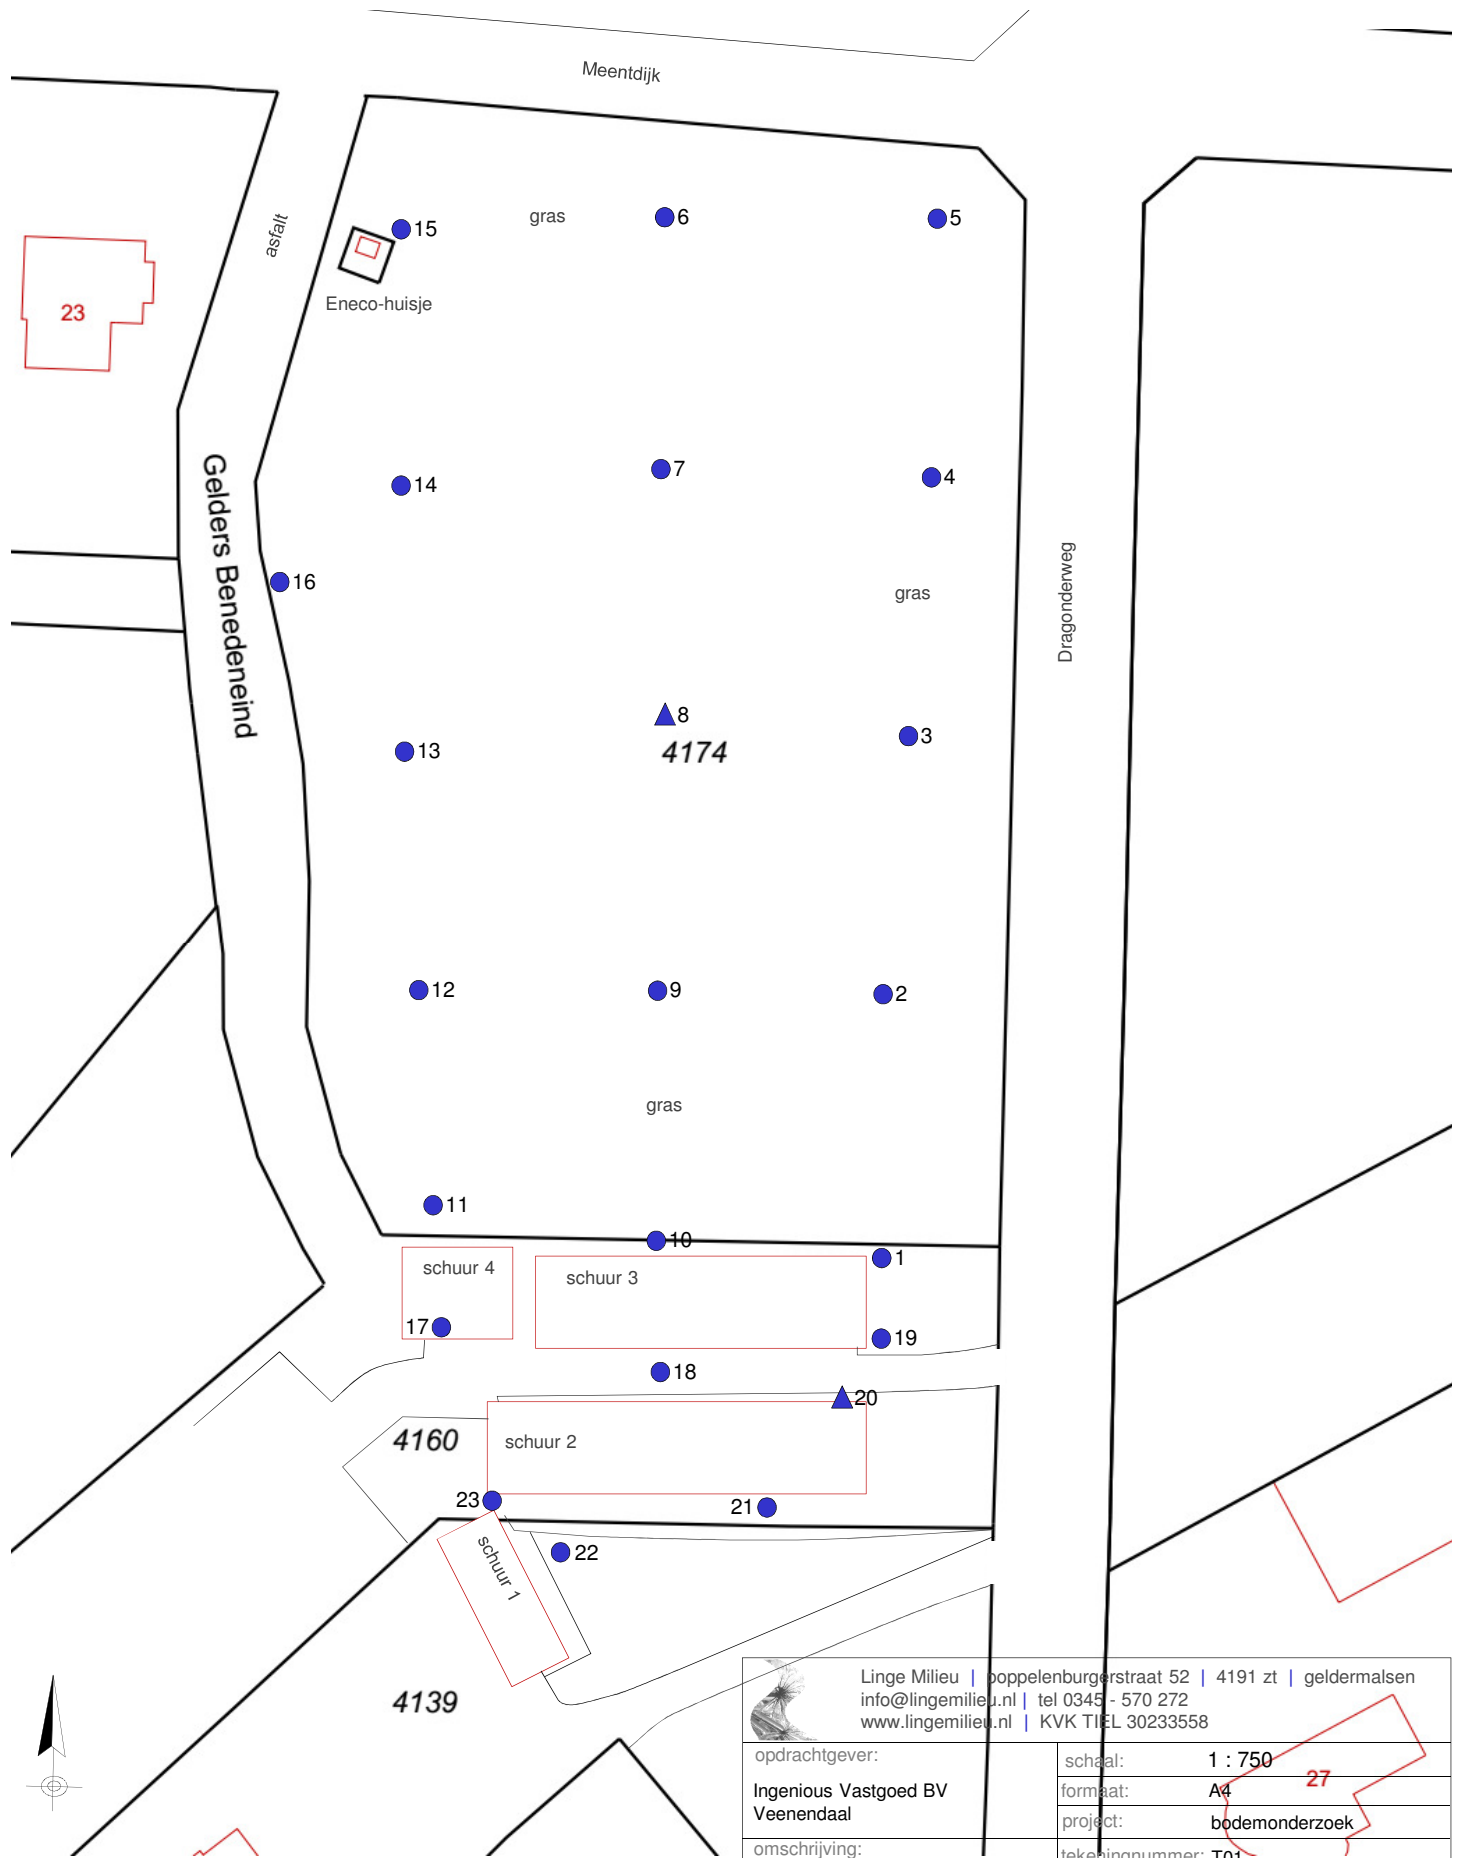 Meentdijk
asfalt
15
gras
6
5
23
Eneco-huisje
Gelders Benedeneind
14
7
4
16
gras
Dragonderweg
8
4174
3
13
12
9
2
gras
11
10
1
schuur 4
schuur 3
17
19
18
20
4160
schuur 2
23
21
schuur 1
22
4139
Linge Milieu | poppelenburgerstraat 52 | 4191 zt | geldermalsen
info@lingemilieu.nl | tel 0345 - 570 272
www.lingemilieu.nl | KVK TIEL 30233558
opdrachtgever:
Ingenious Vastgoed BV
Veenendaal
schaal: 1 : 750
27
formaat: A4
project: bodemonderzoek
omschrijving:
tekeningnummer: T01